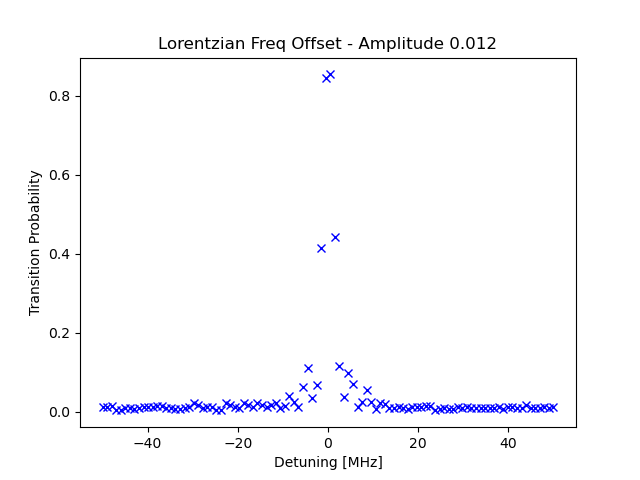 Lorentzian Freq Offset - Amplitude 0.012
Transition Probability
0.8
0.6
0.4
0.2
0.0
−40 −20 0 20 40
Detuning [MHz]